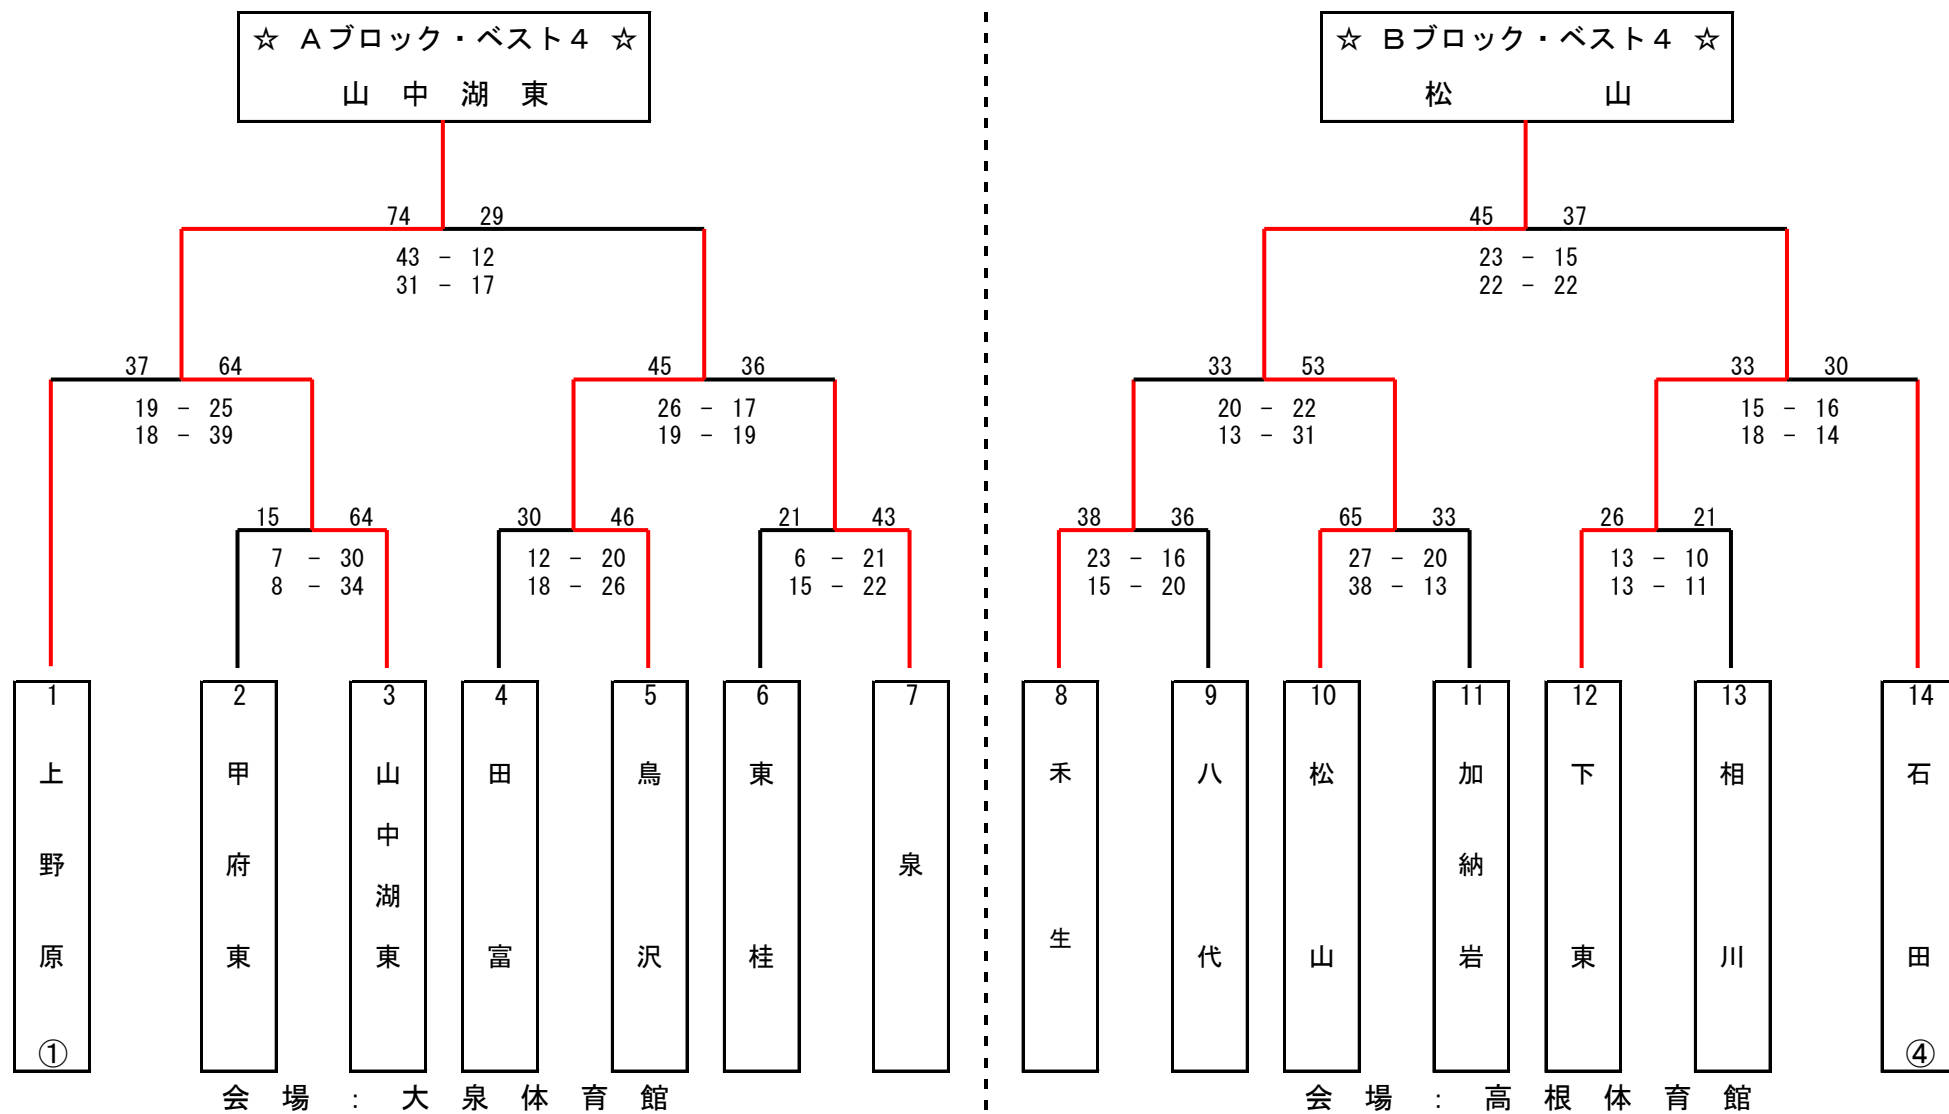 ☆ Aブロック・ベスト4 ☆
山中湖東
74 29
43 - 12
31 - 17
37 64
19 - 25
18 - 39
45 36
26 - 17
19 - 19
15 64
7 - 30
8 - 34
30 46
12 - 20
18 - 26
21 43
6 - 21
15 - 22
1
上野原
①
2
甲府東
3
山中湖東
4
田富
5
鳥沢
6
東桂
7
泉
会場:大泉体育館
☆ Bブロック・ベスト4 ☆
松山
45 37
23 - 15
22 - 22
33 53
20 - 22
13 - 31
33 30
15 - 16
18 - 14
38 36
23 - 16
15 - 20
65 33
27 - 20
38 - 13
26 21
13 - 10
13 - 11
8
禾生
9
八代
10
松山
11
加納岩
12
下東
13
相川
14
石田
④
会場:高根体育館